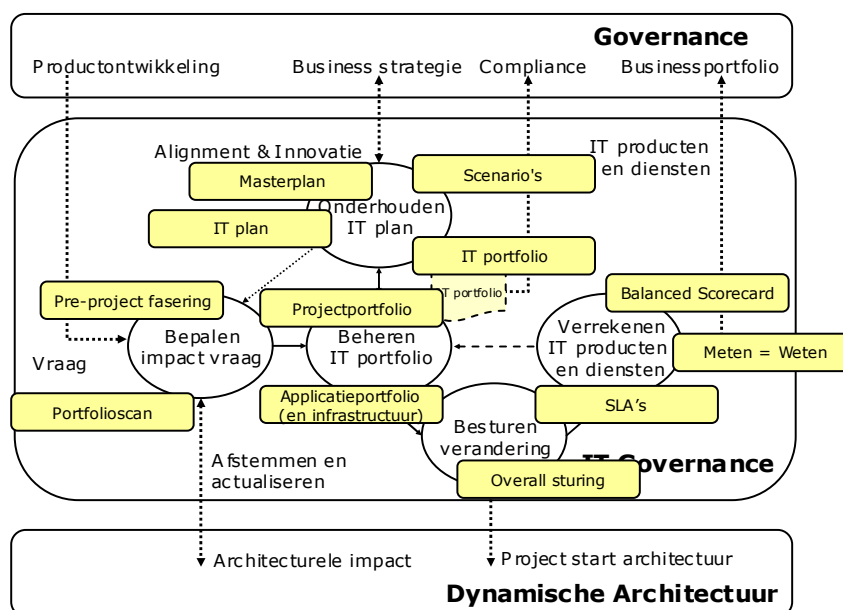 Governance
Productontwikkeling
Business strategie
Compliance
Businessportfolio
Alignment & Innovatie
IT producten
en diensten
Masterplan
Scenario's
Onderhouden
IT plan
IT plan
IT portfolio
IT portfolio
Pre-project fasering
Projectportfolio
Balanced Scorecard
Bepalen
impact vraag
Beheren
IT portfolio
Verrekenen
IT producten
en diensten
Meten = Weten
Vraag
Portfolioscan
Applicatieportfolio
(en infrastructuur)
SLA's
Besturen
verandering
Afstemmen en
actualiseren
IT Governance
Overall sturing
Architecturele impact
Project start architectuur
Dynamische Architectuur